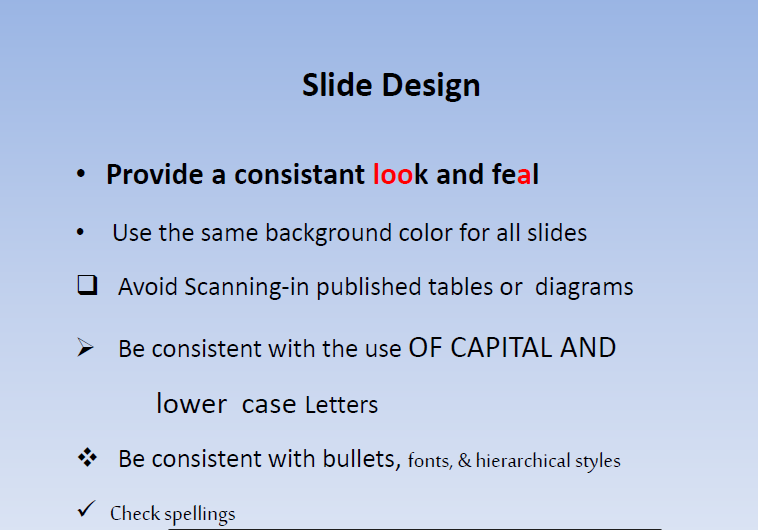 Slide Design
• Provide a consistant look and feal
• Use the same background color for all slides
❑ Avoid Scanning-in published tables or diagrams
➢ Be consistent with the use OF CAPITAL AND
lower case Letters
❖ Be consistent with bullets, fonts, & hierarchical styles
✓ Check spellings